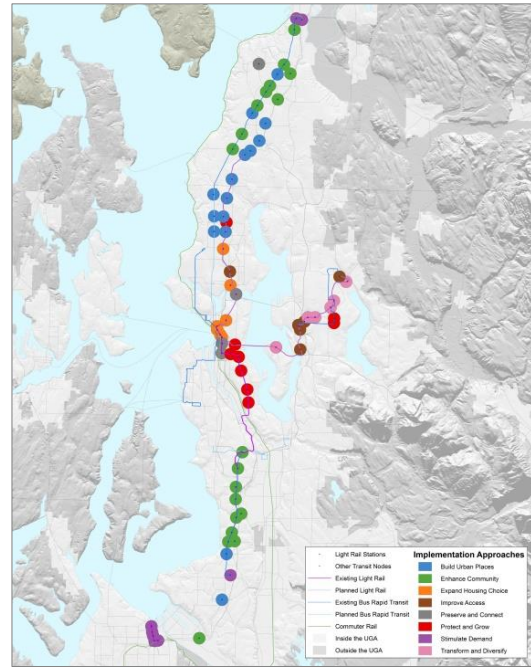 Light Rail Stations
Other Transit Nodes
Existing Light Rail
Planned Light Rail
Existing Bus Rapid Transit
Planned Bus Rapid Transit
Commuter Rail
Inside the UGA
Outside the UGA
Implementation Approaches
Build Urban Places
Enhance Community
Expand Housing Choice
Improve Access
Preserve and Connect
Protect and Grow
Stimulate Demand
Transform and Diversify